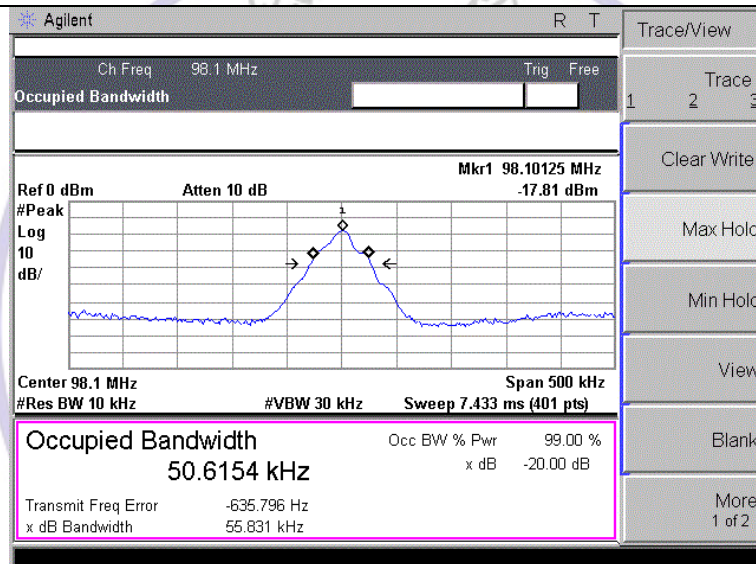 Agilent R T
Ch Freq 98.1 MHz Trig Free
Occupied Bandwidth
Mkr1 98.10125 MHz
Ref 0 dBm Atten 10 dB -17.81 dBm
#Peak
Log
10
dB/
1
Center 98.1 MHz Span 500 kHz
#Res BW 10 kHz #VBW 30 kHz Sweep 7.433 ms (401 pts)
Occupied Bandwidth Occ BW % Pwr 99.00 %
50.6154 kHz x dB -20.00 dB
Transmit Freq Error -635.796 Hz
x dB Bandwidth 55.831 kHz
Trace/View
Trace
1 2 3
Clear Write
Max Hold
Min Hold
View
Blank
More
1 of 2